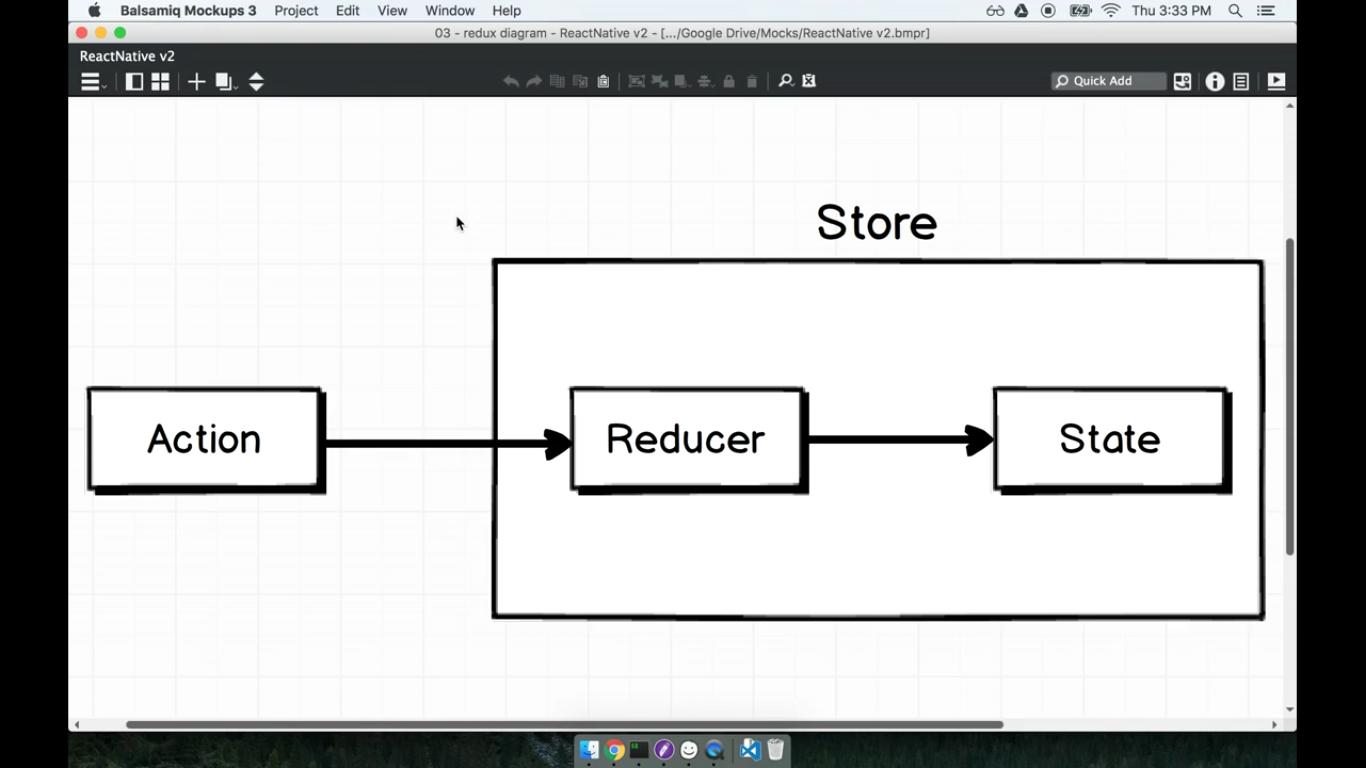 Balsamiq Mockups 3 Project Edit View Window Help Thu 3:33 PM
03 - redux diagram - ReactNative v2 - [.../Google Drive/Mocks/ReactNative v2.bmpr]
ReactNative v2
Quick Add
Store
Action Reducer State